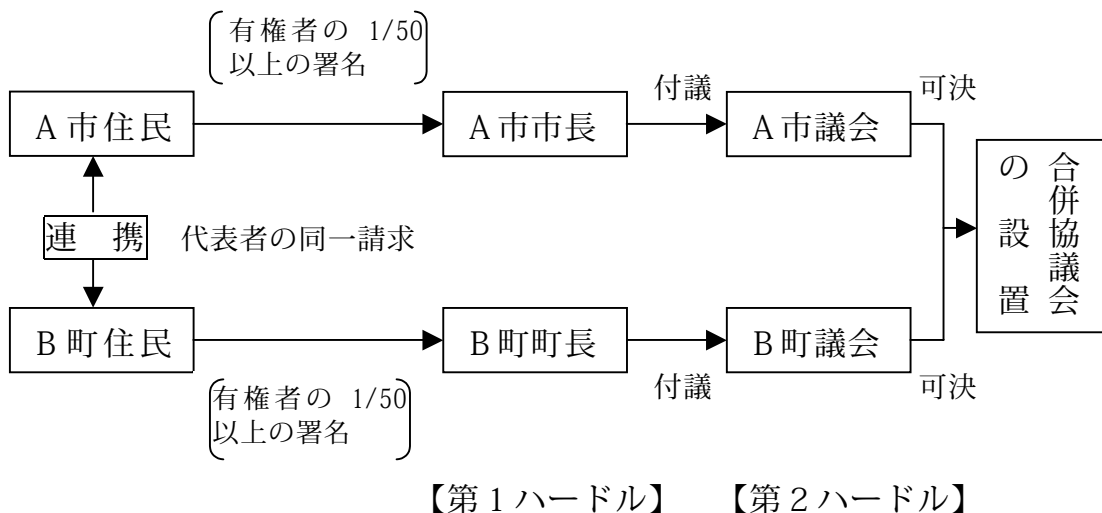 有権者の 1/50
以上の署名
付議
可決
A市住民
A市市長
A市議会
合併協議会
の設置
連携
代表者の同一請求
B町住民
B町町長
B町議会
付議
可決
有権者の 1/50
以上の署名
【第1ハードル】
【第2ハードル】